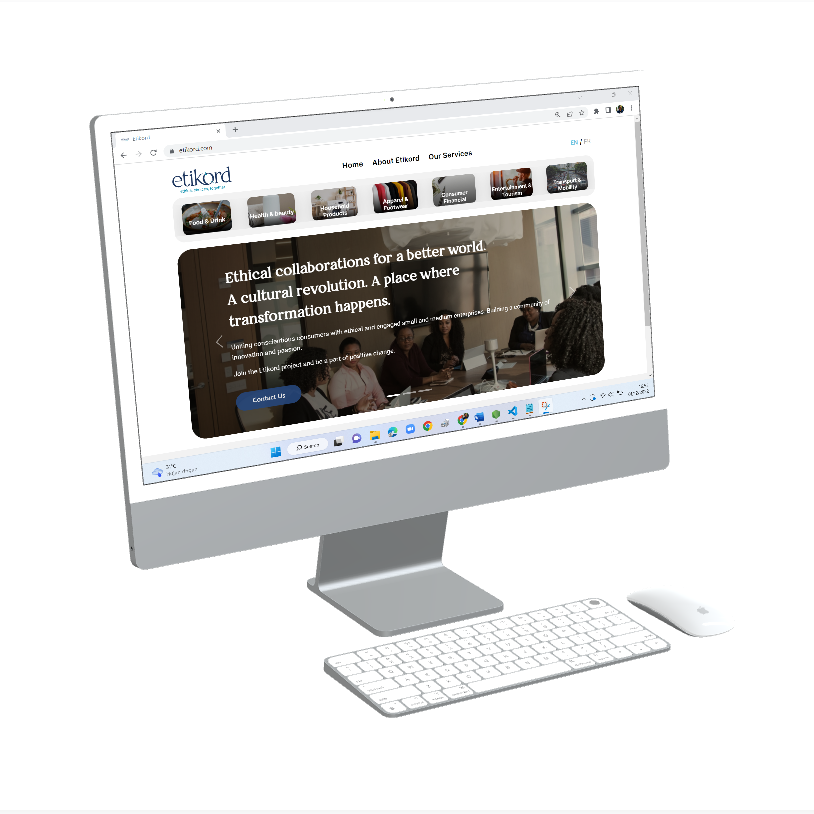 etikord
etikord.com
EN /
etikord
Home About Etikord Our Services
Food & Drink
Health & Beauty
Household
Products
Apparel &
Footwear
Consumer
Financial
Entertainment &
Tourism
Transport &
Mobility
Ethical collaborations for a better world.
A cultural revolution. A place where
transformation happens.
Uniting conscientious consumers with ethical and engaged small and medium enterprises. Building a community of
innovation and passion.
Join the Etikord project and be a part of positive change.
Contact Us
Search